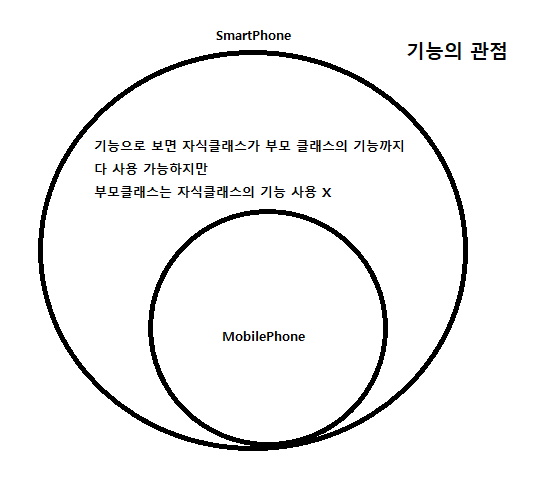 SmartPhone
기능의 관점
기능으로 보면 자식클래스가 부모 클래스의 기능까지
다 사용 가능하지만
부모클래스는 자식클래스의 기능 사용 X
MobilePhone